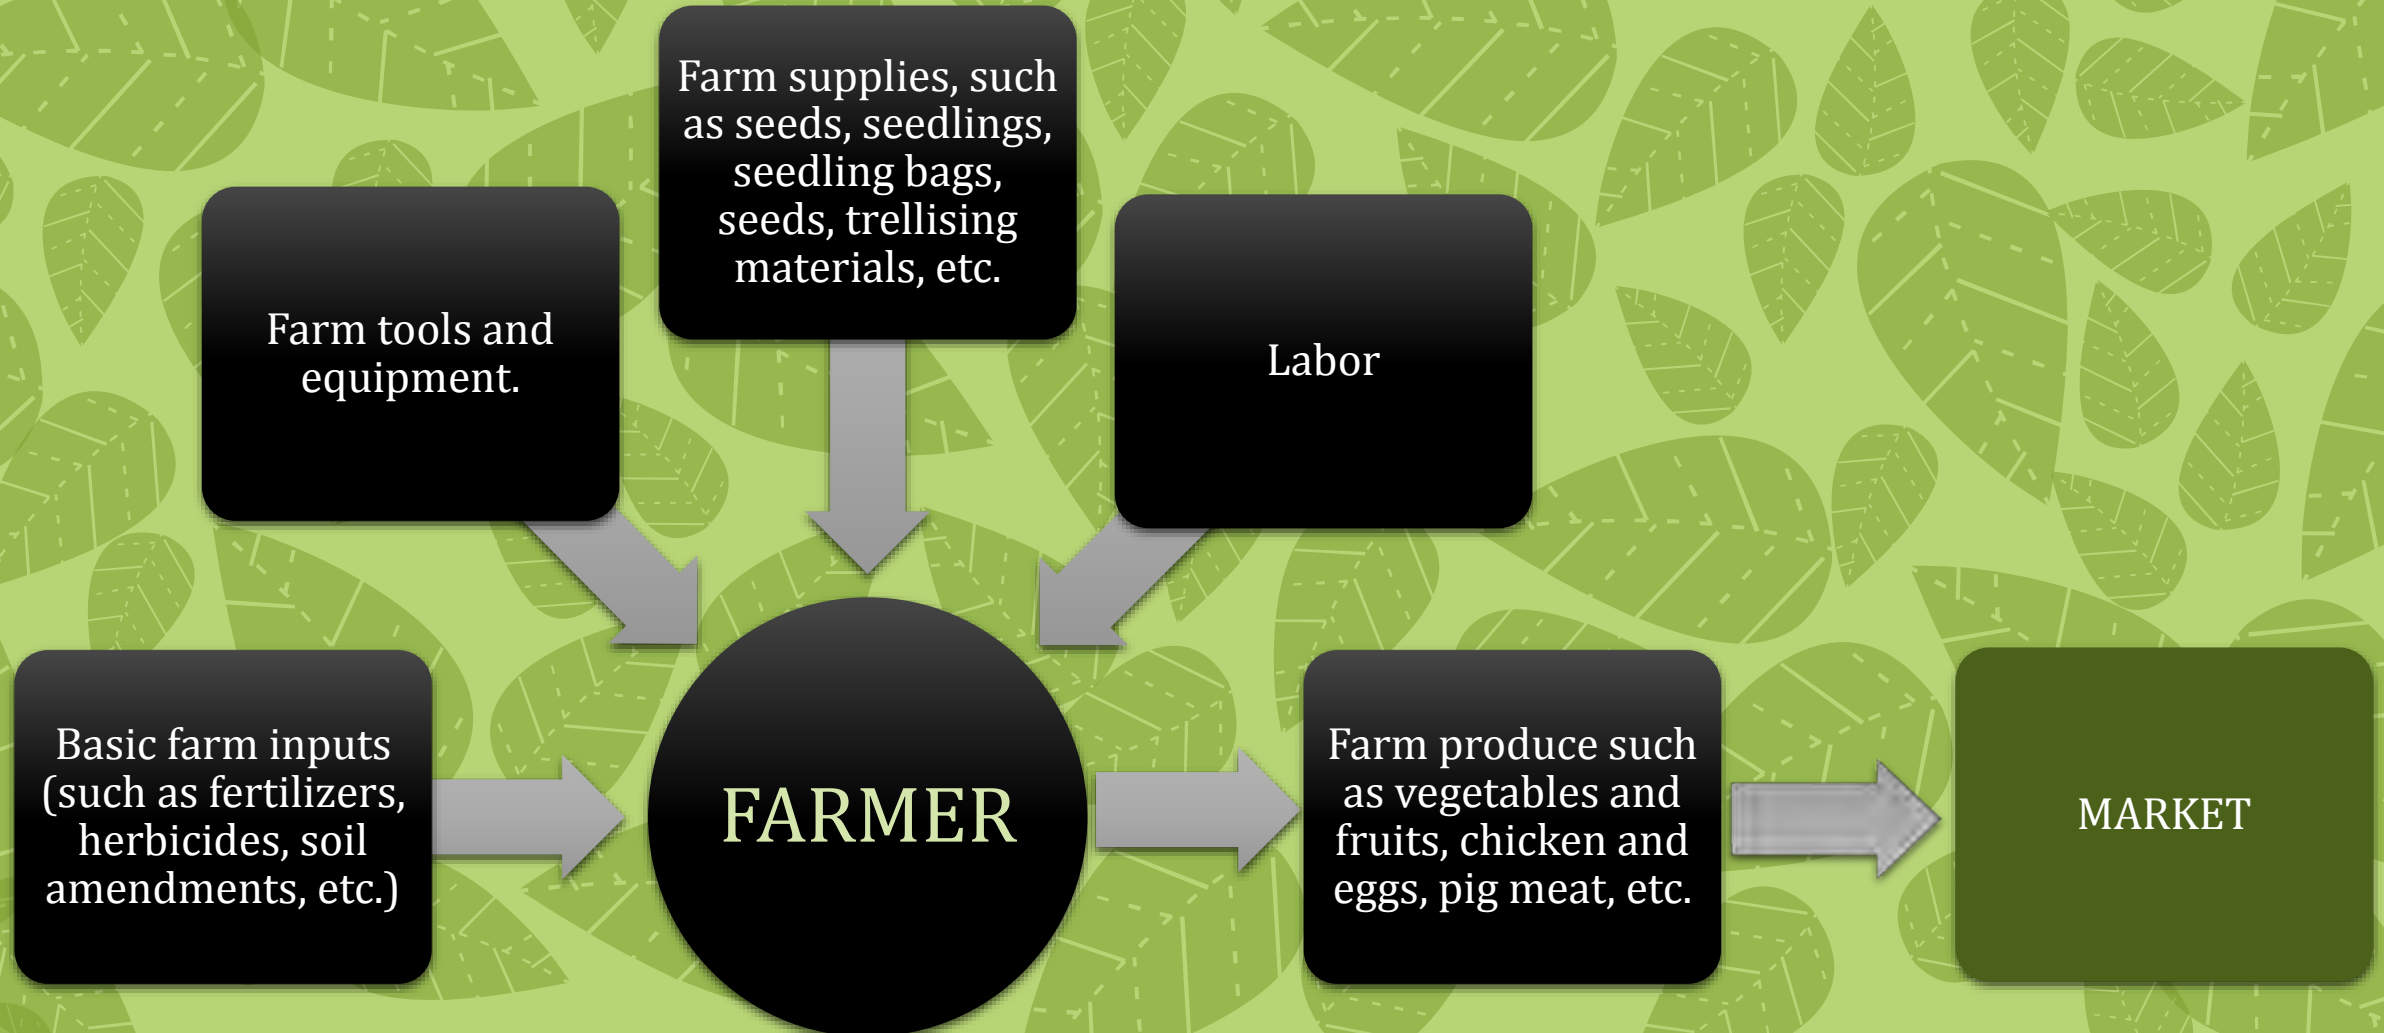 Farm supplies, such
as seeds, seedlings,
seedling bags,
seeds, trellising
materials, etc.
Farm tools and
equipment.
Labor
Basic farm inputs
(such as fertilizers,
herbicides, soil
amendments, etc.)
FARMER
Farm produce such
as vegetables and
fruits, chicken and
eggs, pig meat, etc.
MARKET